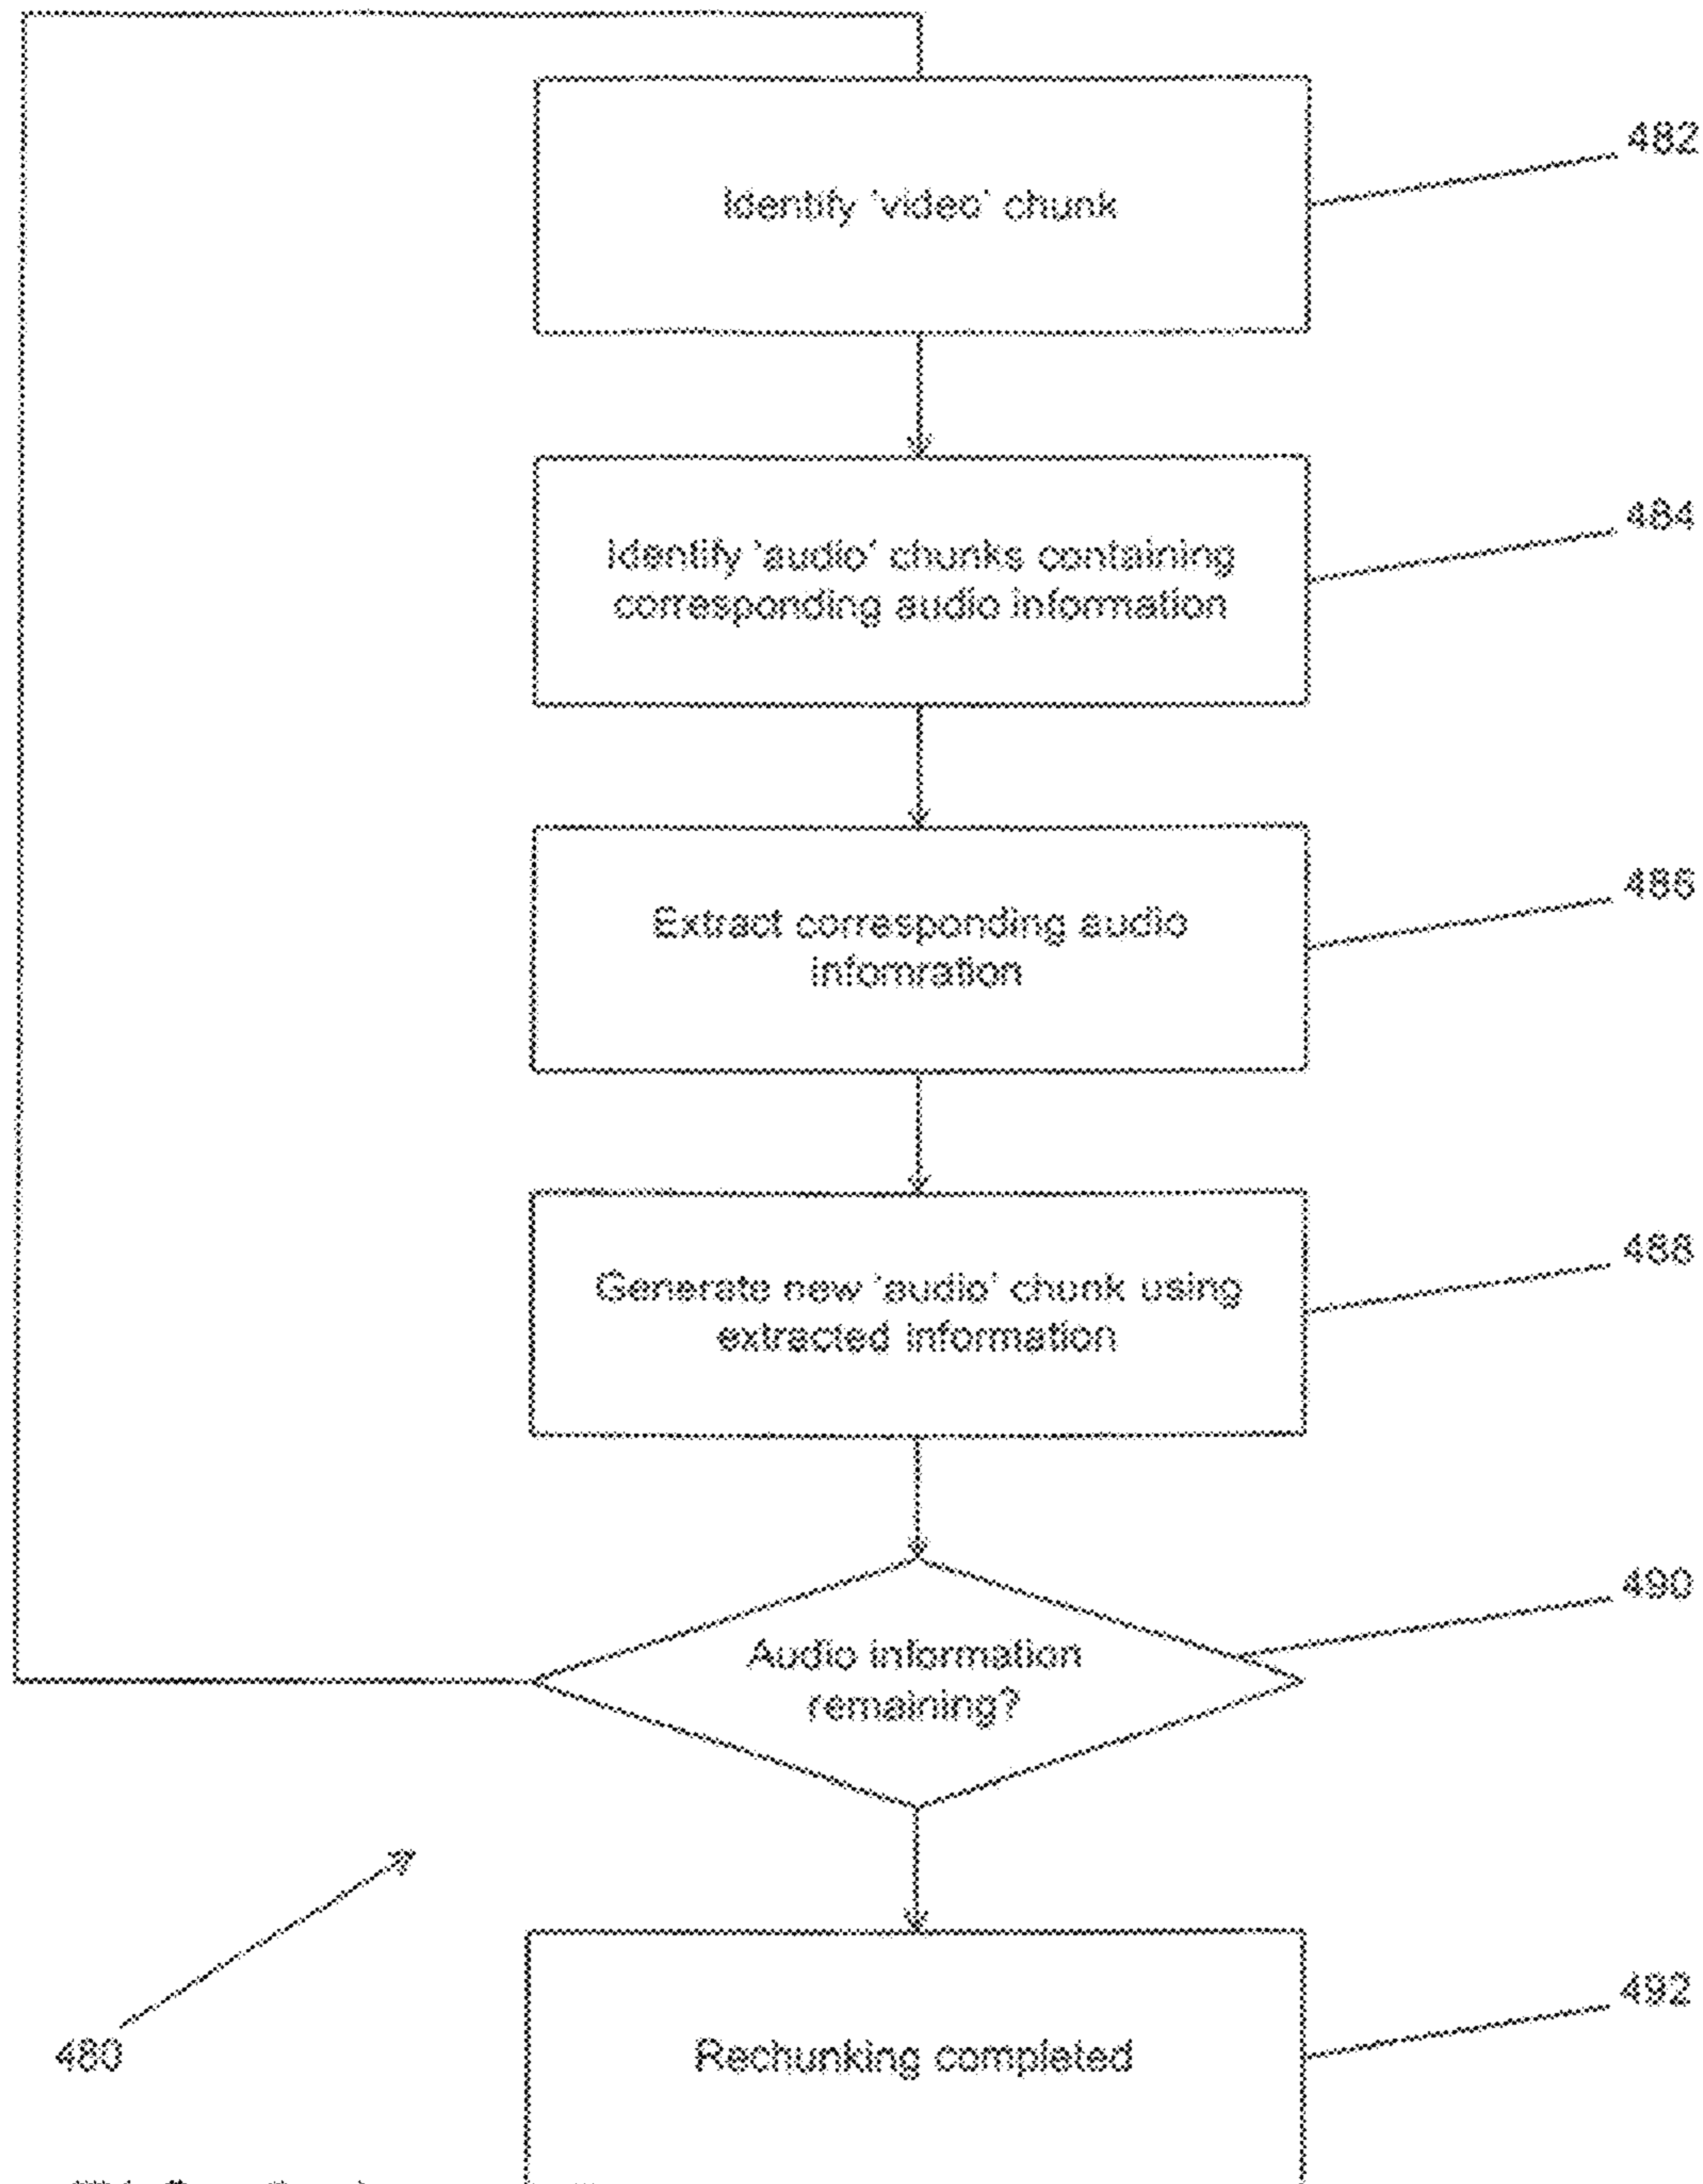 482
Identify 'video' chunk
484
Identify 'audio' chunks containing
corresponding audio information
486
Extract corresponding audio
infomration
488
Generate new 'audio' chunk using
extracted information
490
Audio information
remaining?
480
492
Rechunking completed